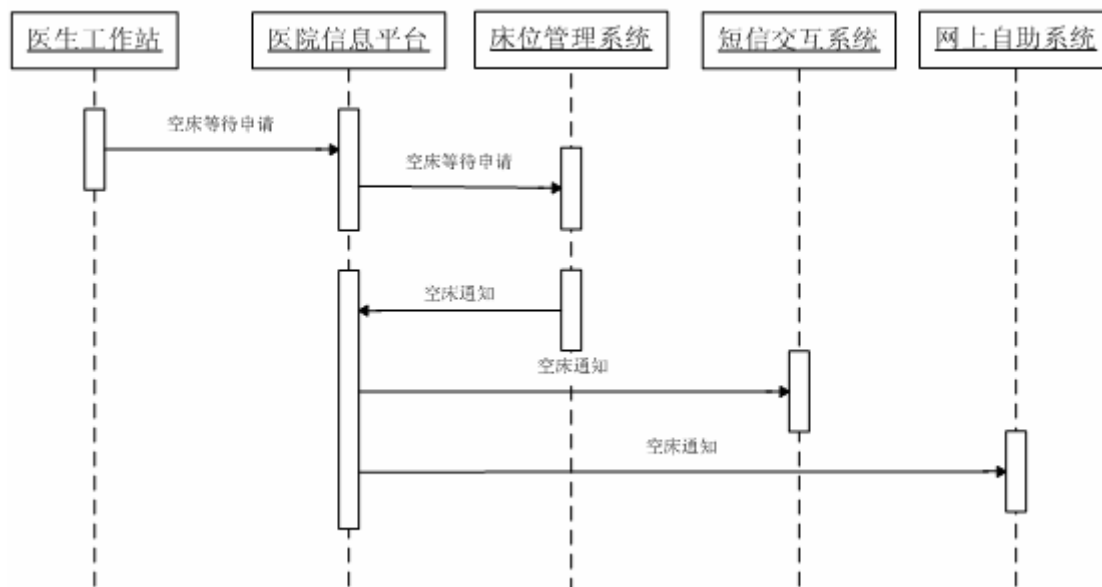 医生工作站
医院信息平台
床位管理系统
短信交互系统
网上自助系统
空床等待申请
空床等待申请
空床通知
空床通知
空床通知